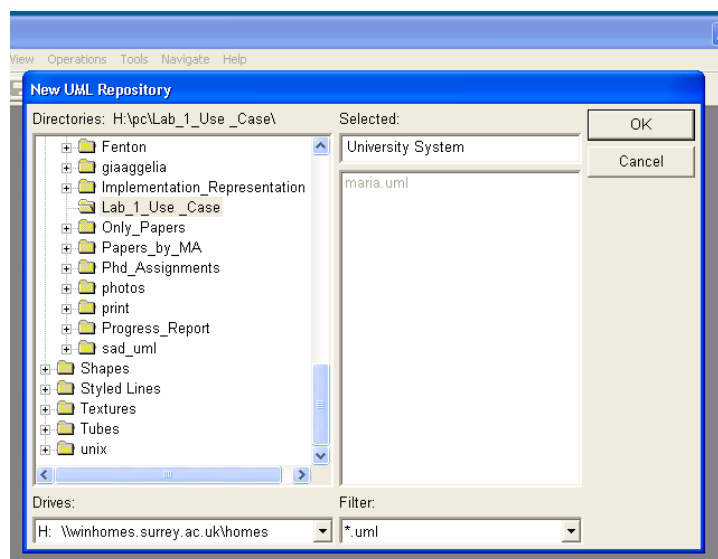 View Operations Tools Navigate Help
New UML Repository
Directories: H:\pc\Lab_1_Use _Case\
Selected:
OK
University System
Cancel
Fenton
giaaggelia
Implementation_Representation
Lab_1_Use _Case
Only_Papers
Papers_by_MA
Phd_Assignments
photos
print
Progress_Report
sad_uml
Shapes
Styled Lines
Textures
Tubes
unix
maria.uml
Drives:
Filter:
H: \\winhomes.surrey.ac.uk\homes
*.uml